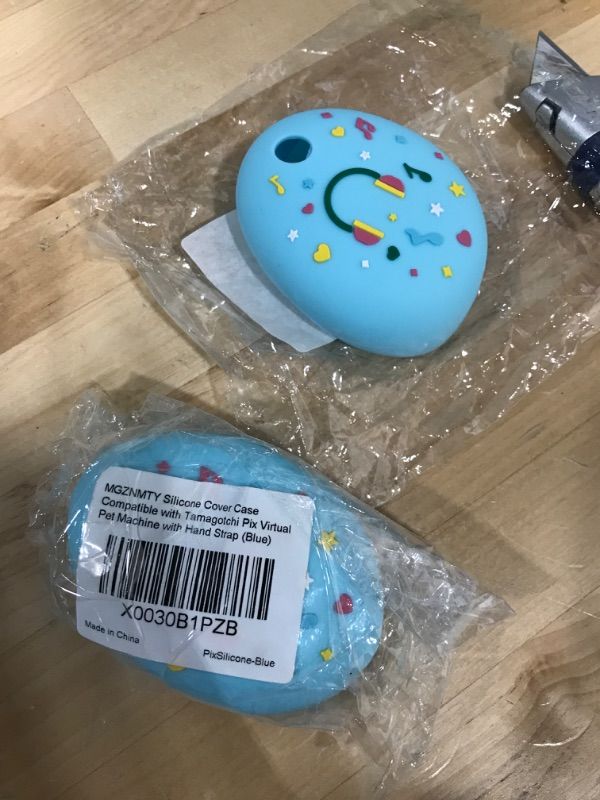 MGZNMTY Silicone Cover Case
Compatible with Tamagotchi Pix Virtual
Pet Machine with Hand Strap (Blue)
X0030B1PZB
Made in China
PixSilicone-Blue